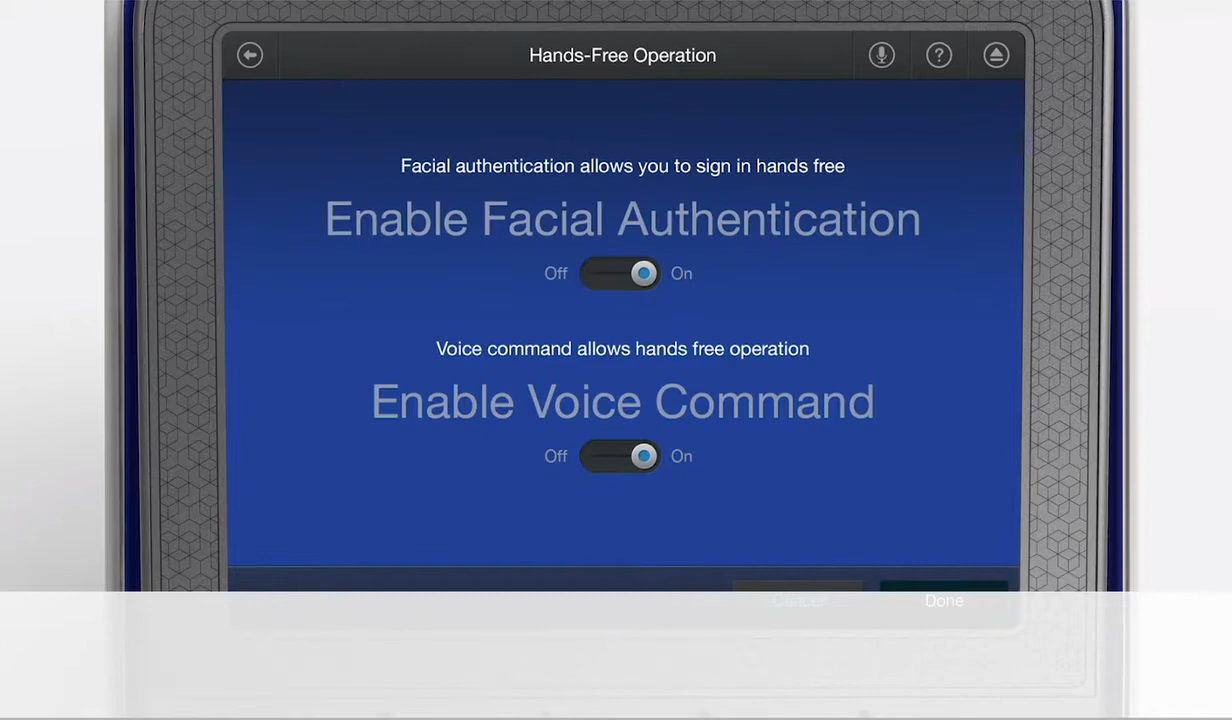 Hands-Free Operation
?
Facial authentication allows you to sign in hands free
Enable Facial Authentication
Off On
Voice command allows hands free operation
Enable Voice Command
Off On
Cancel Done